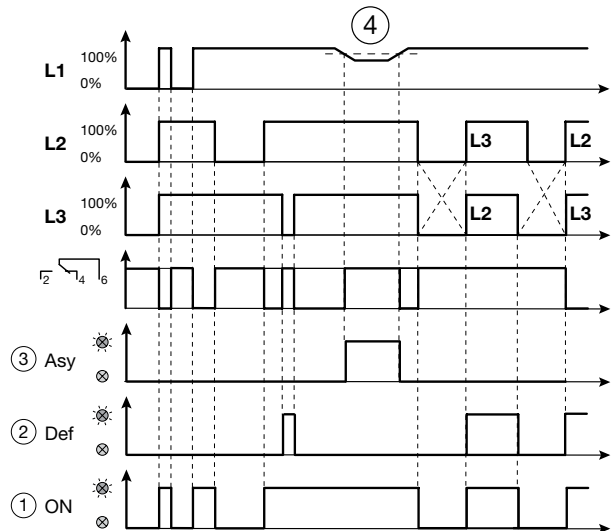 4
L1 100%
0%
L2 100%
0%
L3 L2
L3 100%
0%
L2 L3
2 4 6
3 Asy
2 Def
1 ON